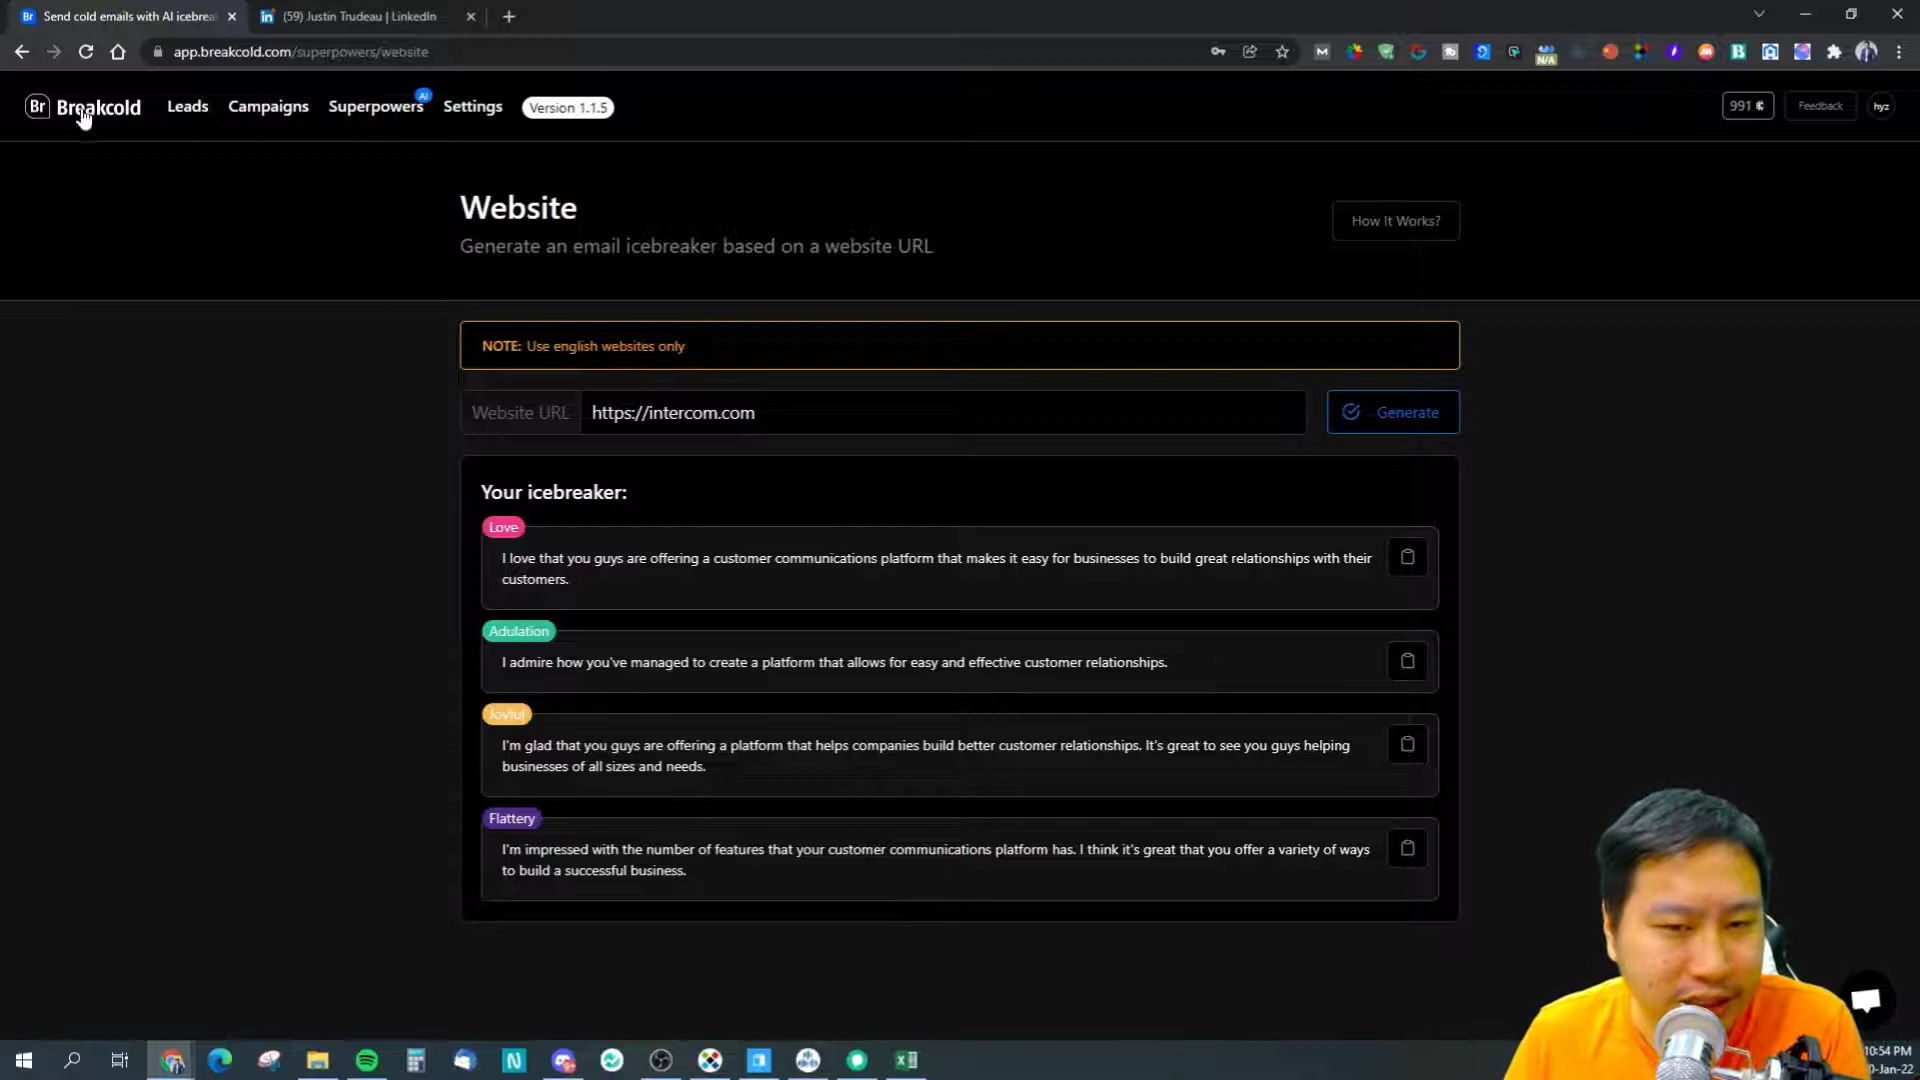 Send cold emails with AI icebrea
(59) Justin Trudeau | LinkedIn
app.breakcold.com/superpowers/website
N/A
Br Breakcold
Leads
Campaigns
Superpowers
AI
Settings
Version 1.1.5
991
Feedback
hyz
Website
Generate an email icebreaker based on a website URL
How It Works?
NOTE: Use english websites only
Website URL
https://intercom.com
Generate
Your icebreaker:
Love
I love that you guys are offering a customer communications platform that makes it easy for businesses to build great relationships with their
customers.
Adulation
I admire how you've managed to create a platform that allows for easy and effective customer relationships.
Joyful
I'm glad that you guys are offering a platform that helps companies build better customer relationships. It's great to see you guys helping
businesses of all sizes and needs.
Flattery
I'm impressed with the number of features that your customer communications platform has. I think it's great that you offer a variety of ways
to build a successful business.
10:54 PM
0-Jan-22